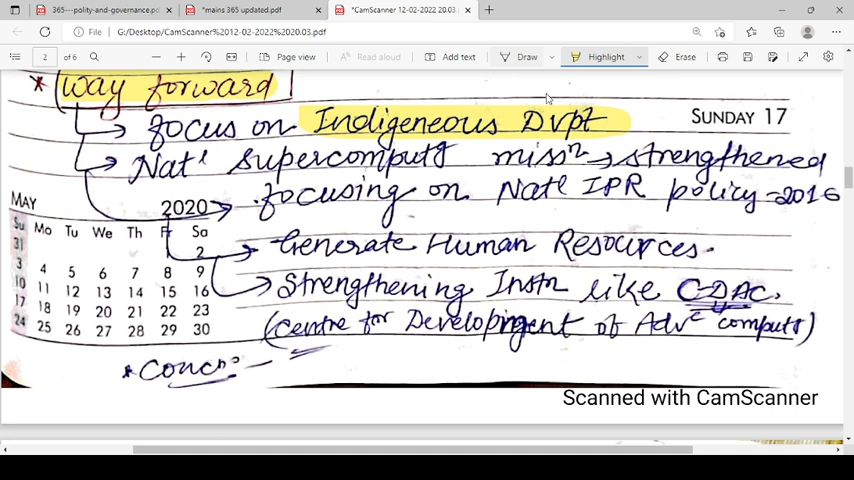 365---polity-and-governance.pd
*mains 365 updated.pdf
*CamScanner 12-02-2022 20.03.p
File
G:/Desktop/CamScanner%2012-02-2022%2020.03.pdf
2 of 6
Page view
Read aloud
Add text
Draw
Highlight
Erase
* way forward
SUNDAY 17
focus on Indigeneous Dvpt
Natl Supercomputg missn → strengthened
focusing on Natl IPR policy = 2016
Generate Human Resources.
Strengthening Instn like C-DAC.
(Centre for Development of Advc computg)
* Concn: -
MAY 2020
Su Mo Tu We Th Fr Sa
31 2
3 4 5 6 7 8 9
10 11 12 13 14 15 16
17 18 19 20 21 22 23
24 25 26 27 28 29 30
Scanned with CamScanner